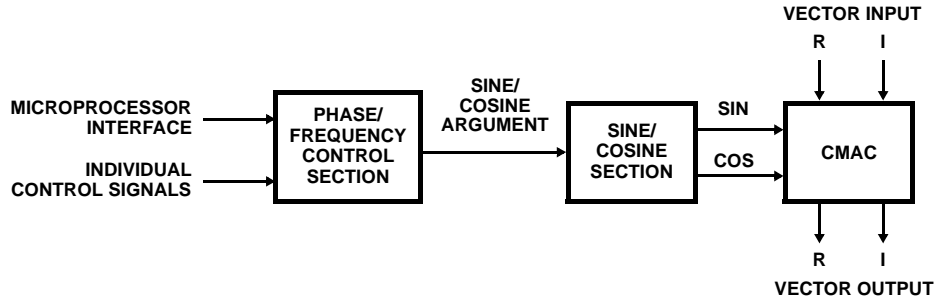 VECTOR INPUT
R I
MICROPROCESSOR
INTERFACE
INDIVIDUAL
CONTROL SIGNALS
PHASE/
FREQUENCY
CONTROL
SECTION
SINE/
COSINE
ARGUMENT
SINE/
COSINE
SECTION
SIN
COS
CMAC
R I
VECTOR OUTPUT